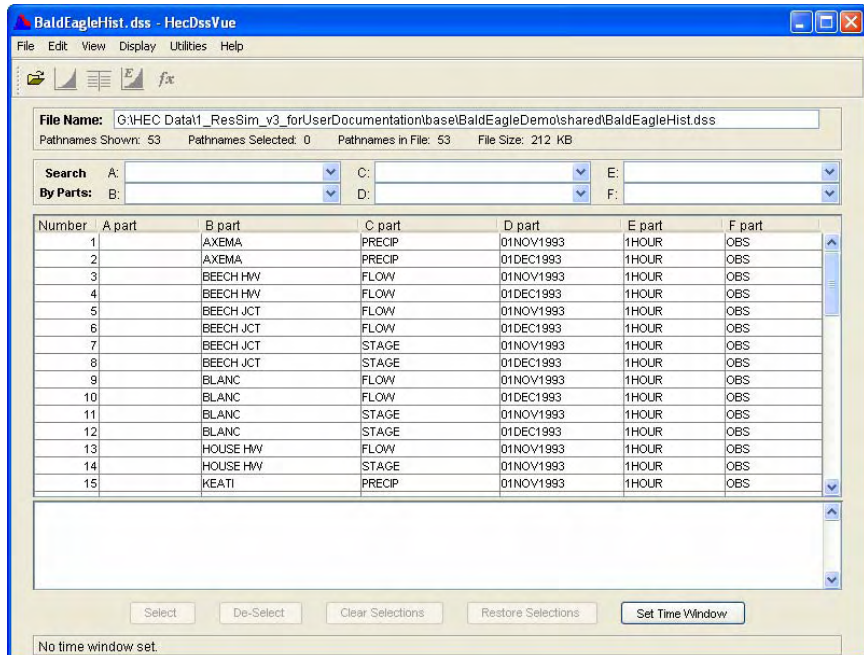 BaldEagleHist.dss - HecDssVue
File Edit View Display Utilities Help
E fx
File Name: G:\HEC Data\1_ResSim_v3_forUserDocumentation\base\BaldEagleDemo\shared\BaldEagleHist.dss
Pathnames Shown: 53 Pathnames Selected: 0 Pathnames in File: 53 File Size: 212 KB
Search A: C: E:
By Parts: B: D: F:
Number A part B part C part D part E part F part
1 AXEMA PRECIP 01NOV1993 1HOUR OBS
2 AXEMA PRECIP 01DEC1993 1HOUR OBS
3 BEECH HW FLOW 01NOV1993 1HOUR OBS
4 BEECH HW FLOW 01DEC1993 1HOUR OBS
5 BEECH JCT FLOW 01NOV1993 1HOUR OBS
6 BEECH JCT FLOW 01DEC1993 1HOUR OBS
7 BEECH JCT STAGE 01NOV1993 1HOUR OBS
8 BEECH JCT STAGE 01DEC1993 1HOUR OBS
9 BLANC FLOW 01NOV1993 1HOUR OBS
10 BLANC FLOW 01DEC1993 1HOUR OBS
11 BLANC STAGE 01NOV1993 1HOUR OBS
12 BLANC STAGE 01DEC1993 1HOUR OBS
13 HOUSE HW FLOW 01NOV1993 1HOUR OBS
14 HOUSE HW STAGE 01NOV1993 1HOUR OBS
15 KEATI PRECIP 01NOV1993 1HOUR OBS
Select De-Select Clear Selections Restore Selections Set Time Window
No time window set.